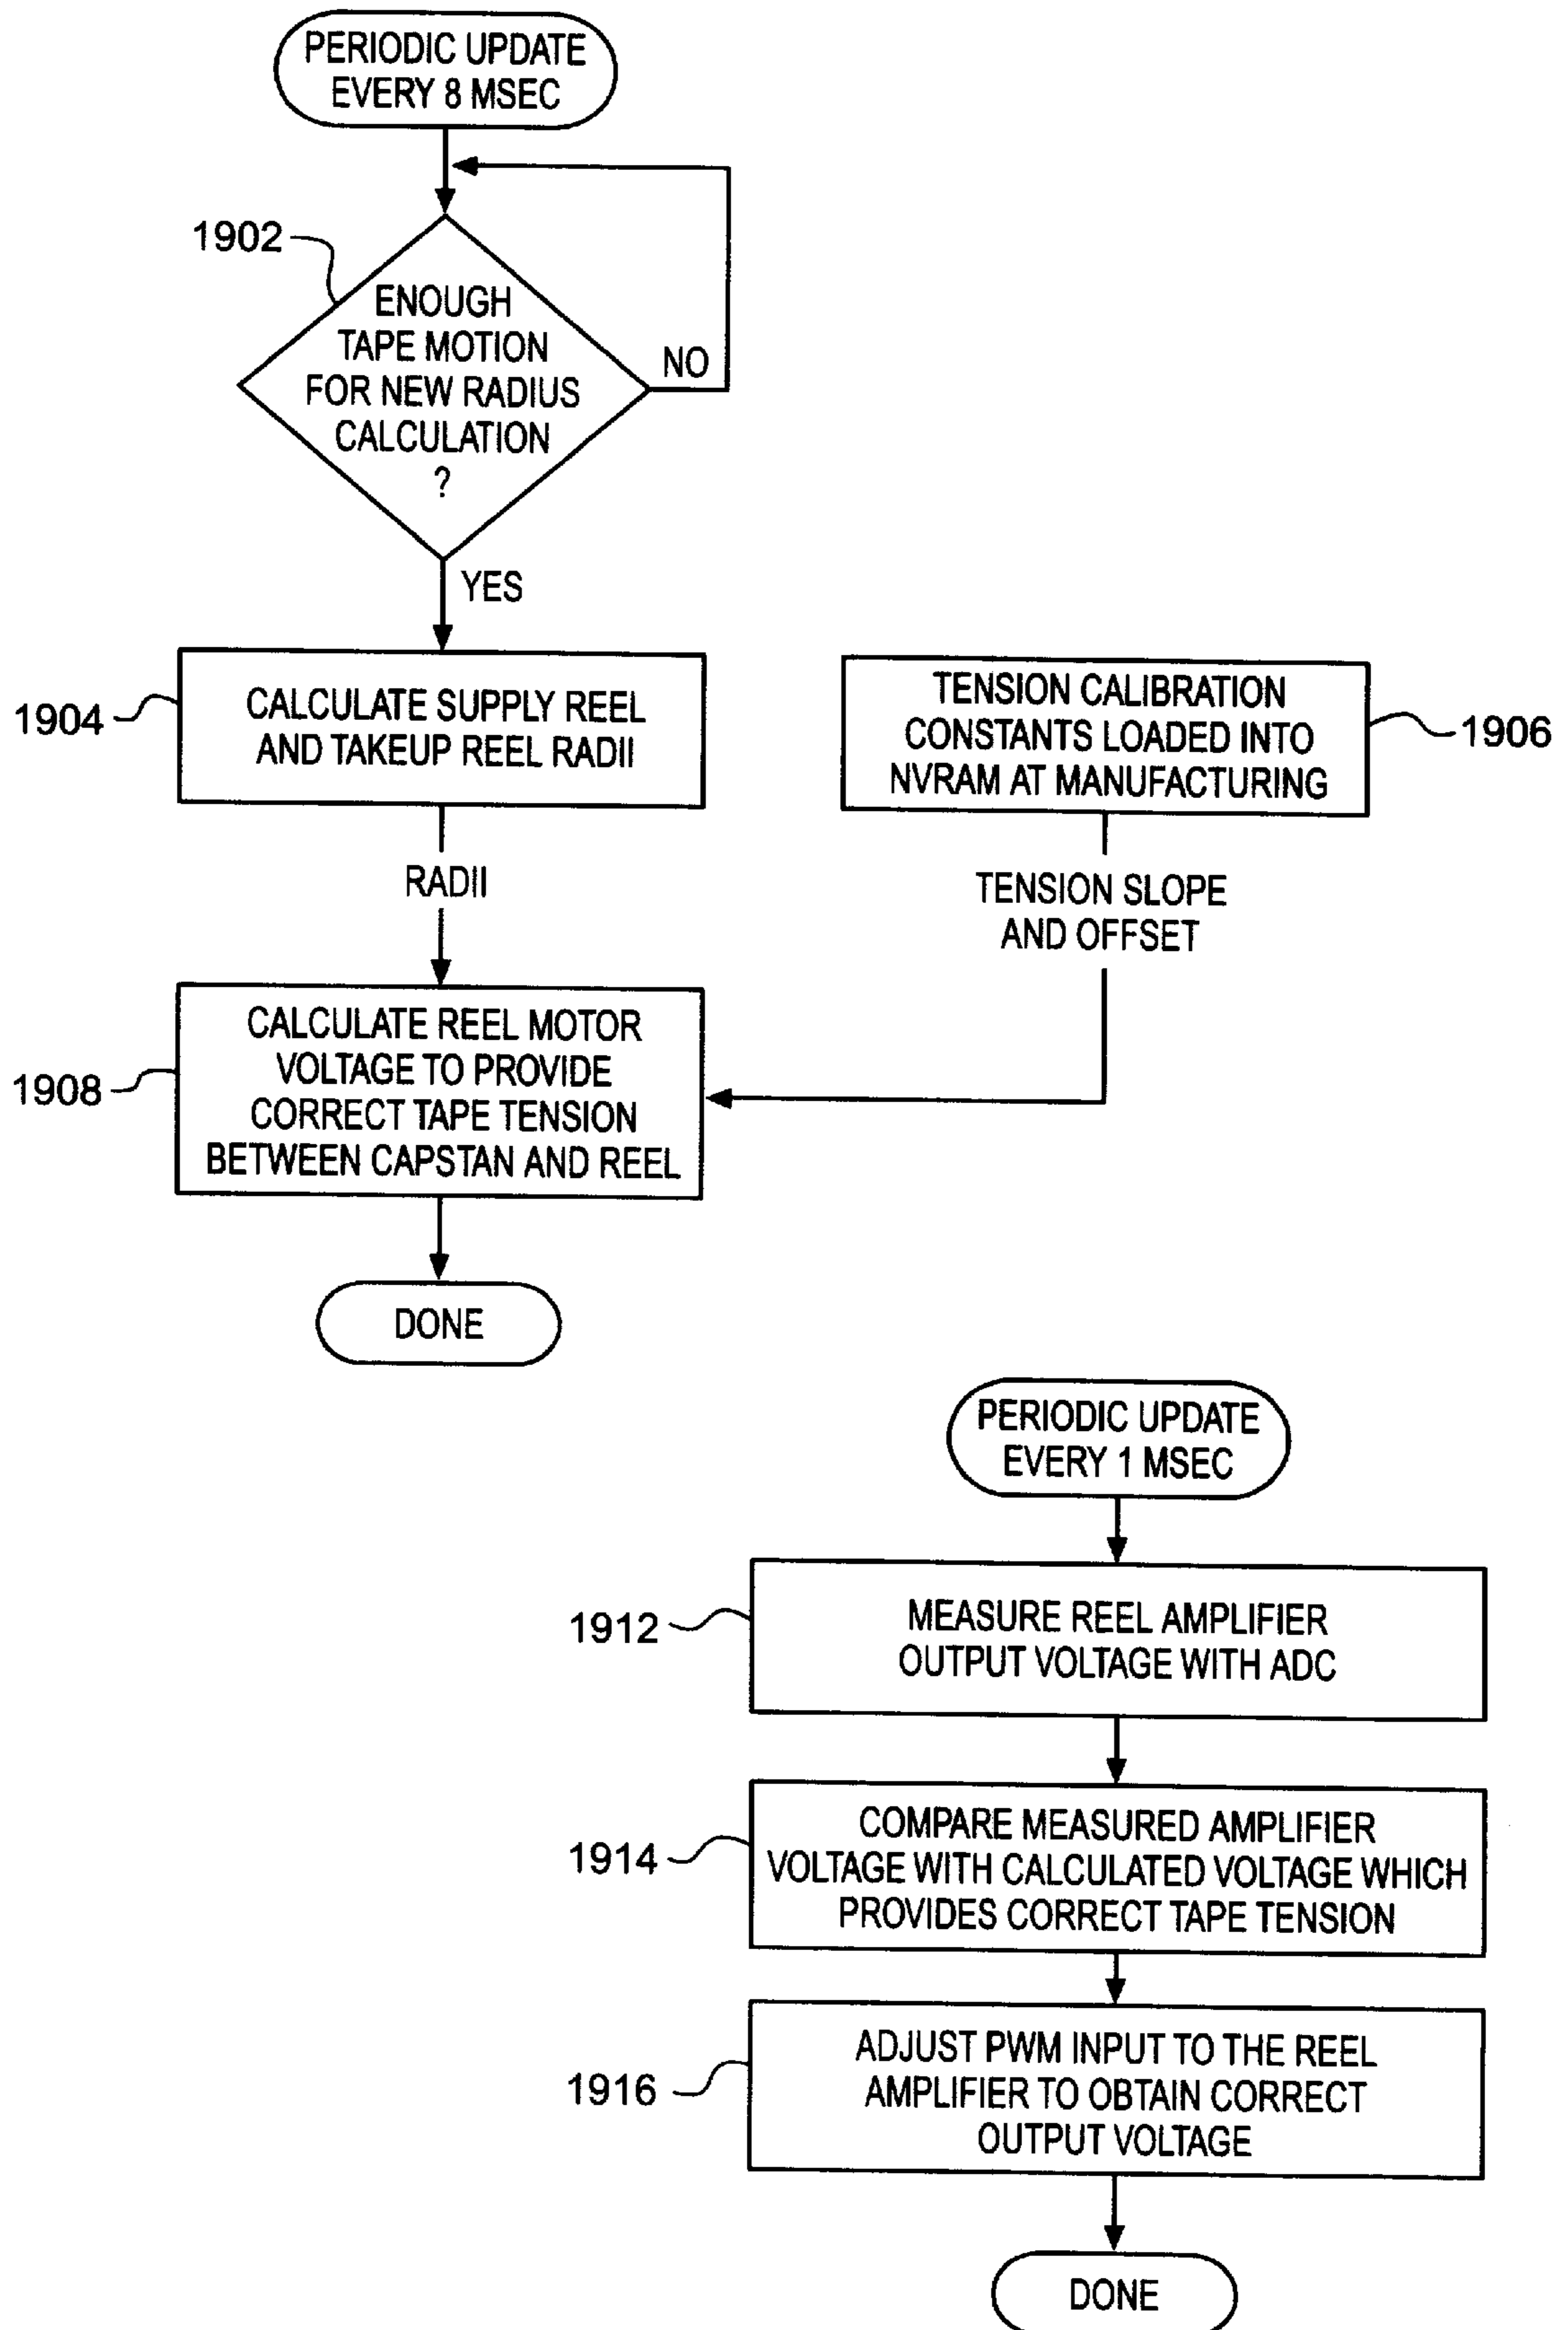 PERIODIC UPDATE
EVERY 8 MSEC
1902
ENOUGH
TAPE MOTION
FOR NEW RADIUS
CALCULATION
?
NO
YES
1904
CALCULATE SUPPLY REEL
AND TAKEUP REEL RADII
TENSION CALIBRATION
CONSTANTS LOADED INTO
NVRAM AT MANUFACTURING
1906
RADII
TENSION SLOPE
AND OFFSET
1908
CALCULATE REEL MOTOR
VOLTAGE TO PROVIDE
CORRECT TAPE TENSION
BETWEEN CAPSTAN AND REEL
DONE
PERIODIC UPDATE
EVERY 1 MSEC
1912
MEASURE REEL AMPLIFIER
OUTPUT VOLTAGE WITH ADC
1914
COMPARE MEASURED AMPLIFIER
VOLTAGE WITH CALCULATED VOLTAGE WHICH
PROVIDES CORRECT TAPE TENSION
1916
ADJUST PWM INPUT TO THE REEL
AMPLIFIER TO OBTAIN CORRECT
OUTPUT VOLTAGE
DONE